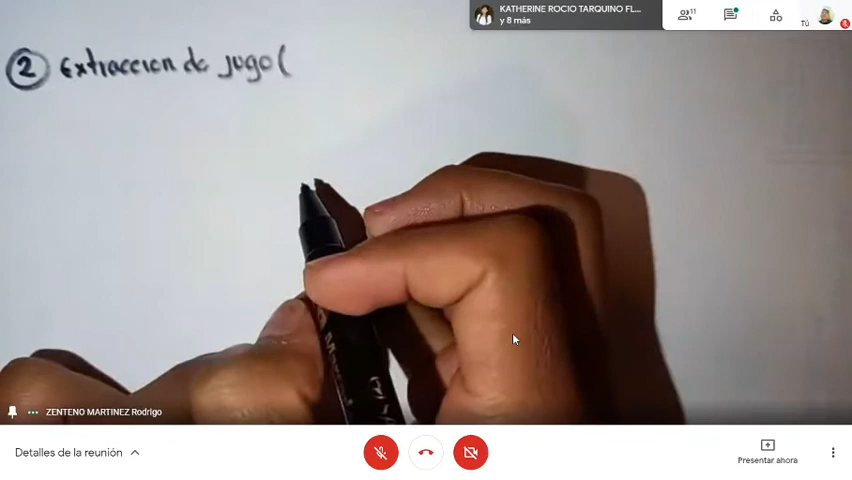 KATHERINE ROCIO TARQUINO FL...
y 8 más
11
Tú
② Extraccion de jugo (
ZENTENO MARTINEZ Rodrigo
Detalles de la reunión
Presentar ahora